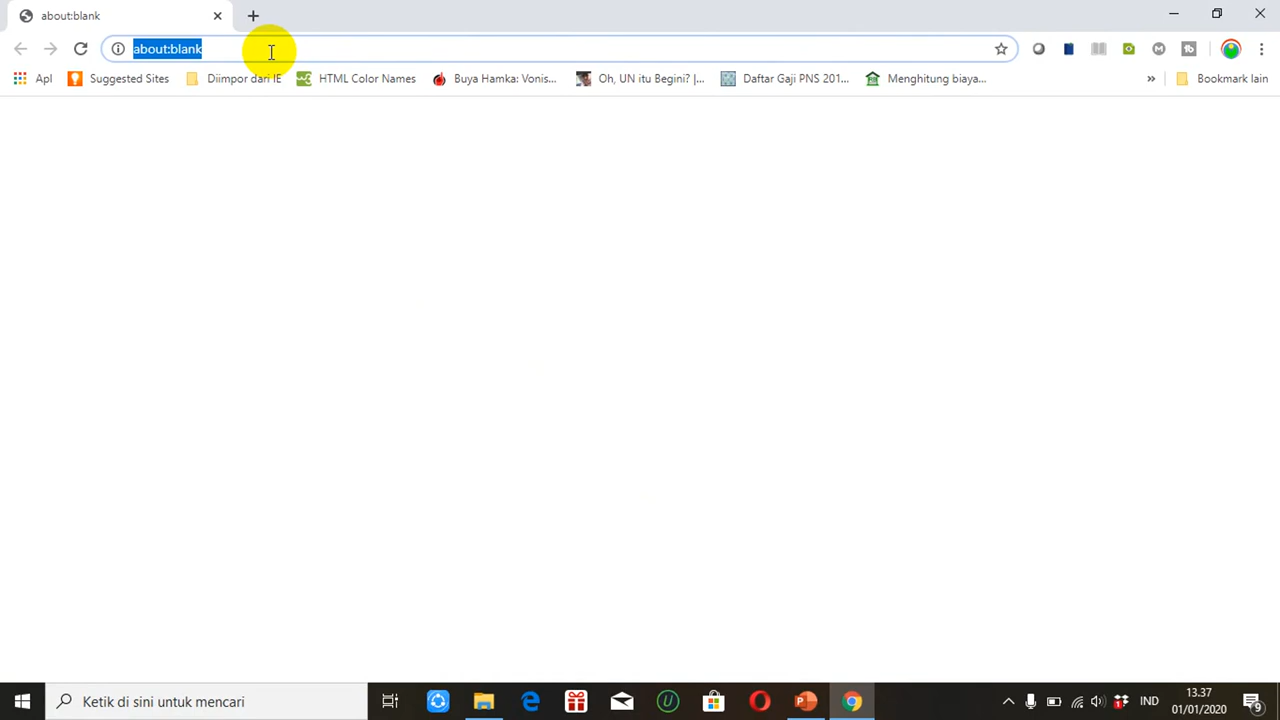 about:blank
about:blank
Apl Suggested Sites Diimpor dari IE HTML Color Names Buya Hamka: Vonis... Oh, UN itu Begini? |... Daftar Gaji PNS 201... Menghitung biaya... » Bookmark lain
Ketik di sini untuk mencari
IND
13.37
01/01/2020
9